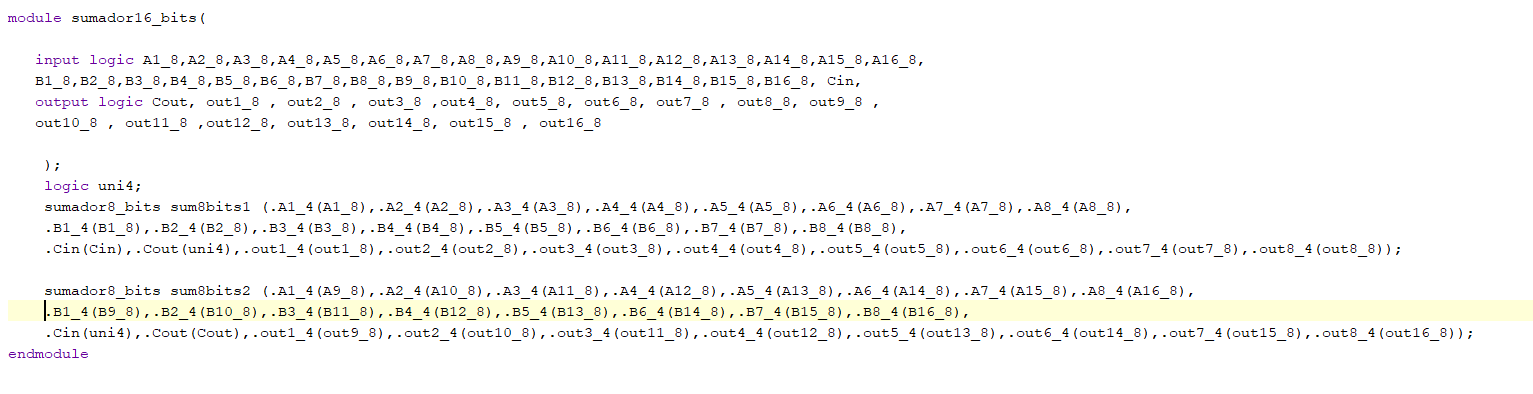 module sumador16_bits(
input logic A1_8,A2_8,A3_8,A4_8,A5_8,A6_8,A7_8,A8_8,A9_8,A10_8,A11_8,A12_8,A13_8,A14_8,A15_8,A16_8,
B1_8,B2_8,B3_8,B4_8,B5_8,B6_8,B7_8,B8_8,B9_8,B10_8,B11_8,B12_8,B13_8,B14_8,B15_8,B16_8, Cin,
output logic Cout, out1_8 , out2_8 , out3_8 ,out4_8, out5_8, out6_8, out7_8 , out8_8, out9_8 ,
out10_8 , out11_8 ,out12_8, out13_8, out14_8, out15_8 , out16_8
);
logic uni4;
sumador8_bits sum8bits1 (.A1_4(A1_8),.A2_4(A2_8),.A3_4(A3_8),.A4_4(A4_8),.A5_4(A5_8),.A6_4(A6_8),.A7_4(A7_8),.A8_4(A8_8),
.B1_4(B1_8),.B2_4(B2_8),.B3_4(B3_8),.B4_4(B4_8),.B5_4(B5_8),.B6_4(B6_8),.B7_4(B7_8),.B8_4(B8_8),
.Cin(Cin),.Cout(uni4),.out1_4(out1_8),.out2_4(out2_8),.out3_4(out3_8),.out4_4(out4_8),.out5_4(out5_8),.out6_4(out6_8),.out7_4(out7_8),.out8_4(out8_8));
sumador8_bits sum8bits2 (.A1_4(A9_8),.A2_4(A10_8),.A3_4(A11_8),.A4_4(A12_8),.A5_4(A13_8),.A6_4(A14_8),.A7_4(A15_8),.A8_4(A16_8),
.B1_4(B9_8),.B2_4(B10_8),.B3_4(B11_8),.B4_4(B12_8),.B5_4(B13_8),.B6_4(B14_8),.B7_4(B15_8),.B8_4(B16_8),
.Cin(uni4),.Cout(Cout),.out1_4(out9_8),.out2_4(out10_8),.out3_4(out11_8),.out4_4(out12_8),.out5_4(out13_8),.out6_4(out14_8),.out7_4(out15_8),.out8_4(out16_8));
endmodule